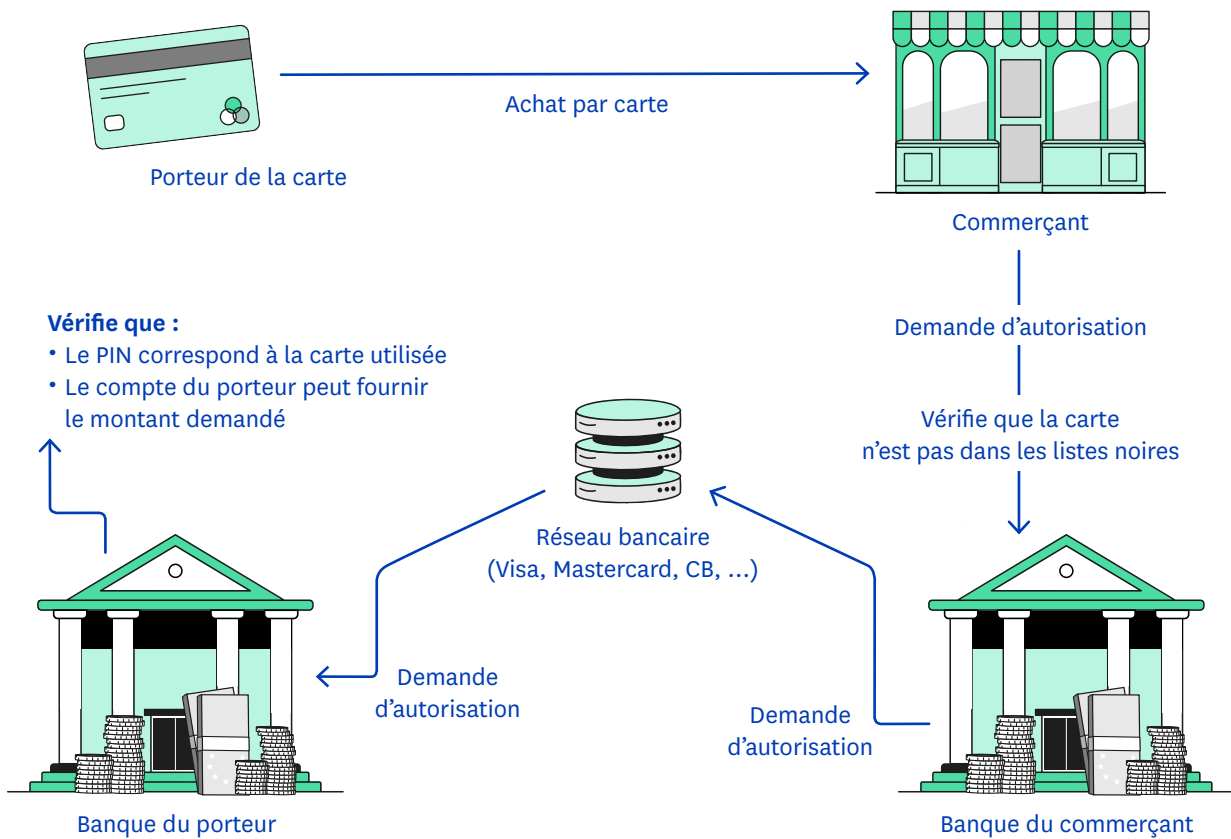 Achat par carte
Porteur de la carte
Commerçant
Demande d’autorisation
Vérifie que la carte
n’est pas dans les listes noires
Vérifie que :
• Le PIN correspond à la carte utilisée
• Le compte du porteur peut fournir
le montant demandé
Réseau bancaire
(Visa, Mastercard, CB, ...)
Demande
d’autorisation
Demande
d’autorisation
Banque du porteur
Banque du commerçant